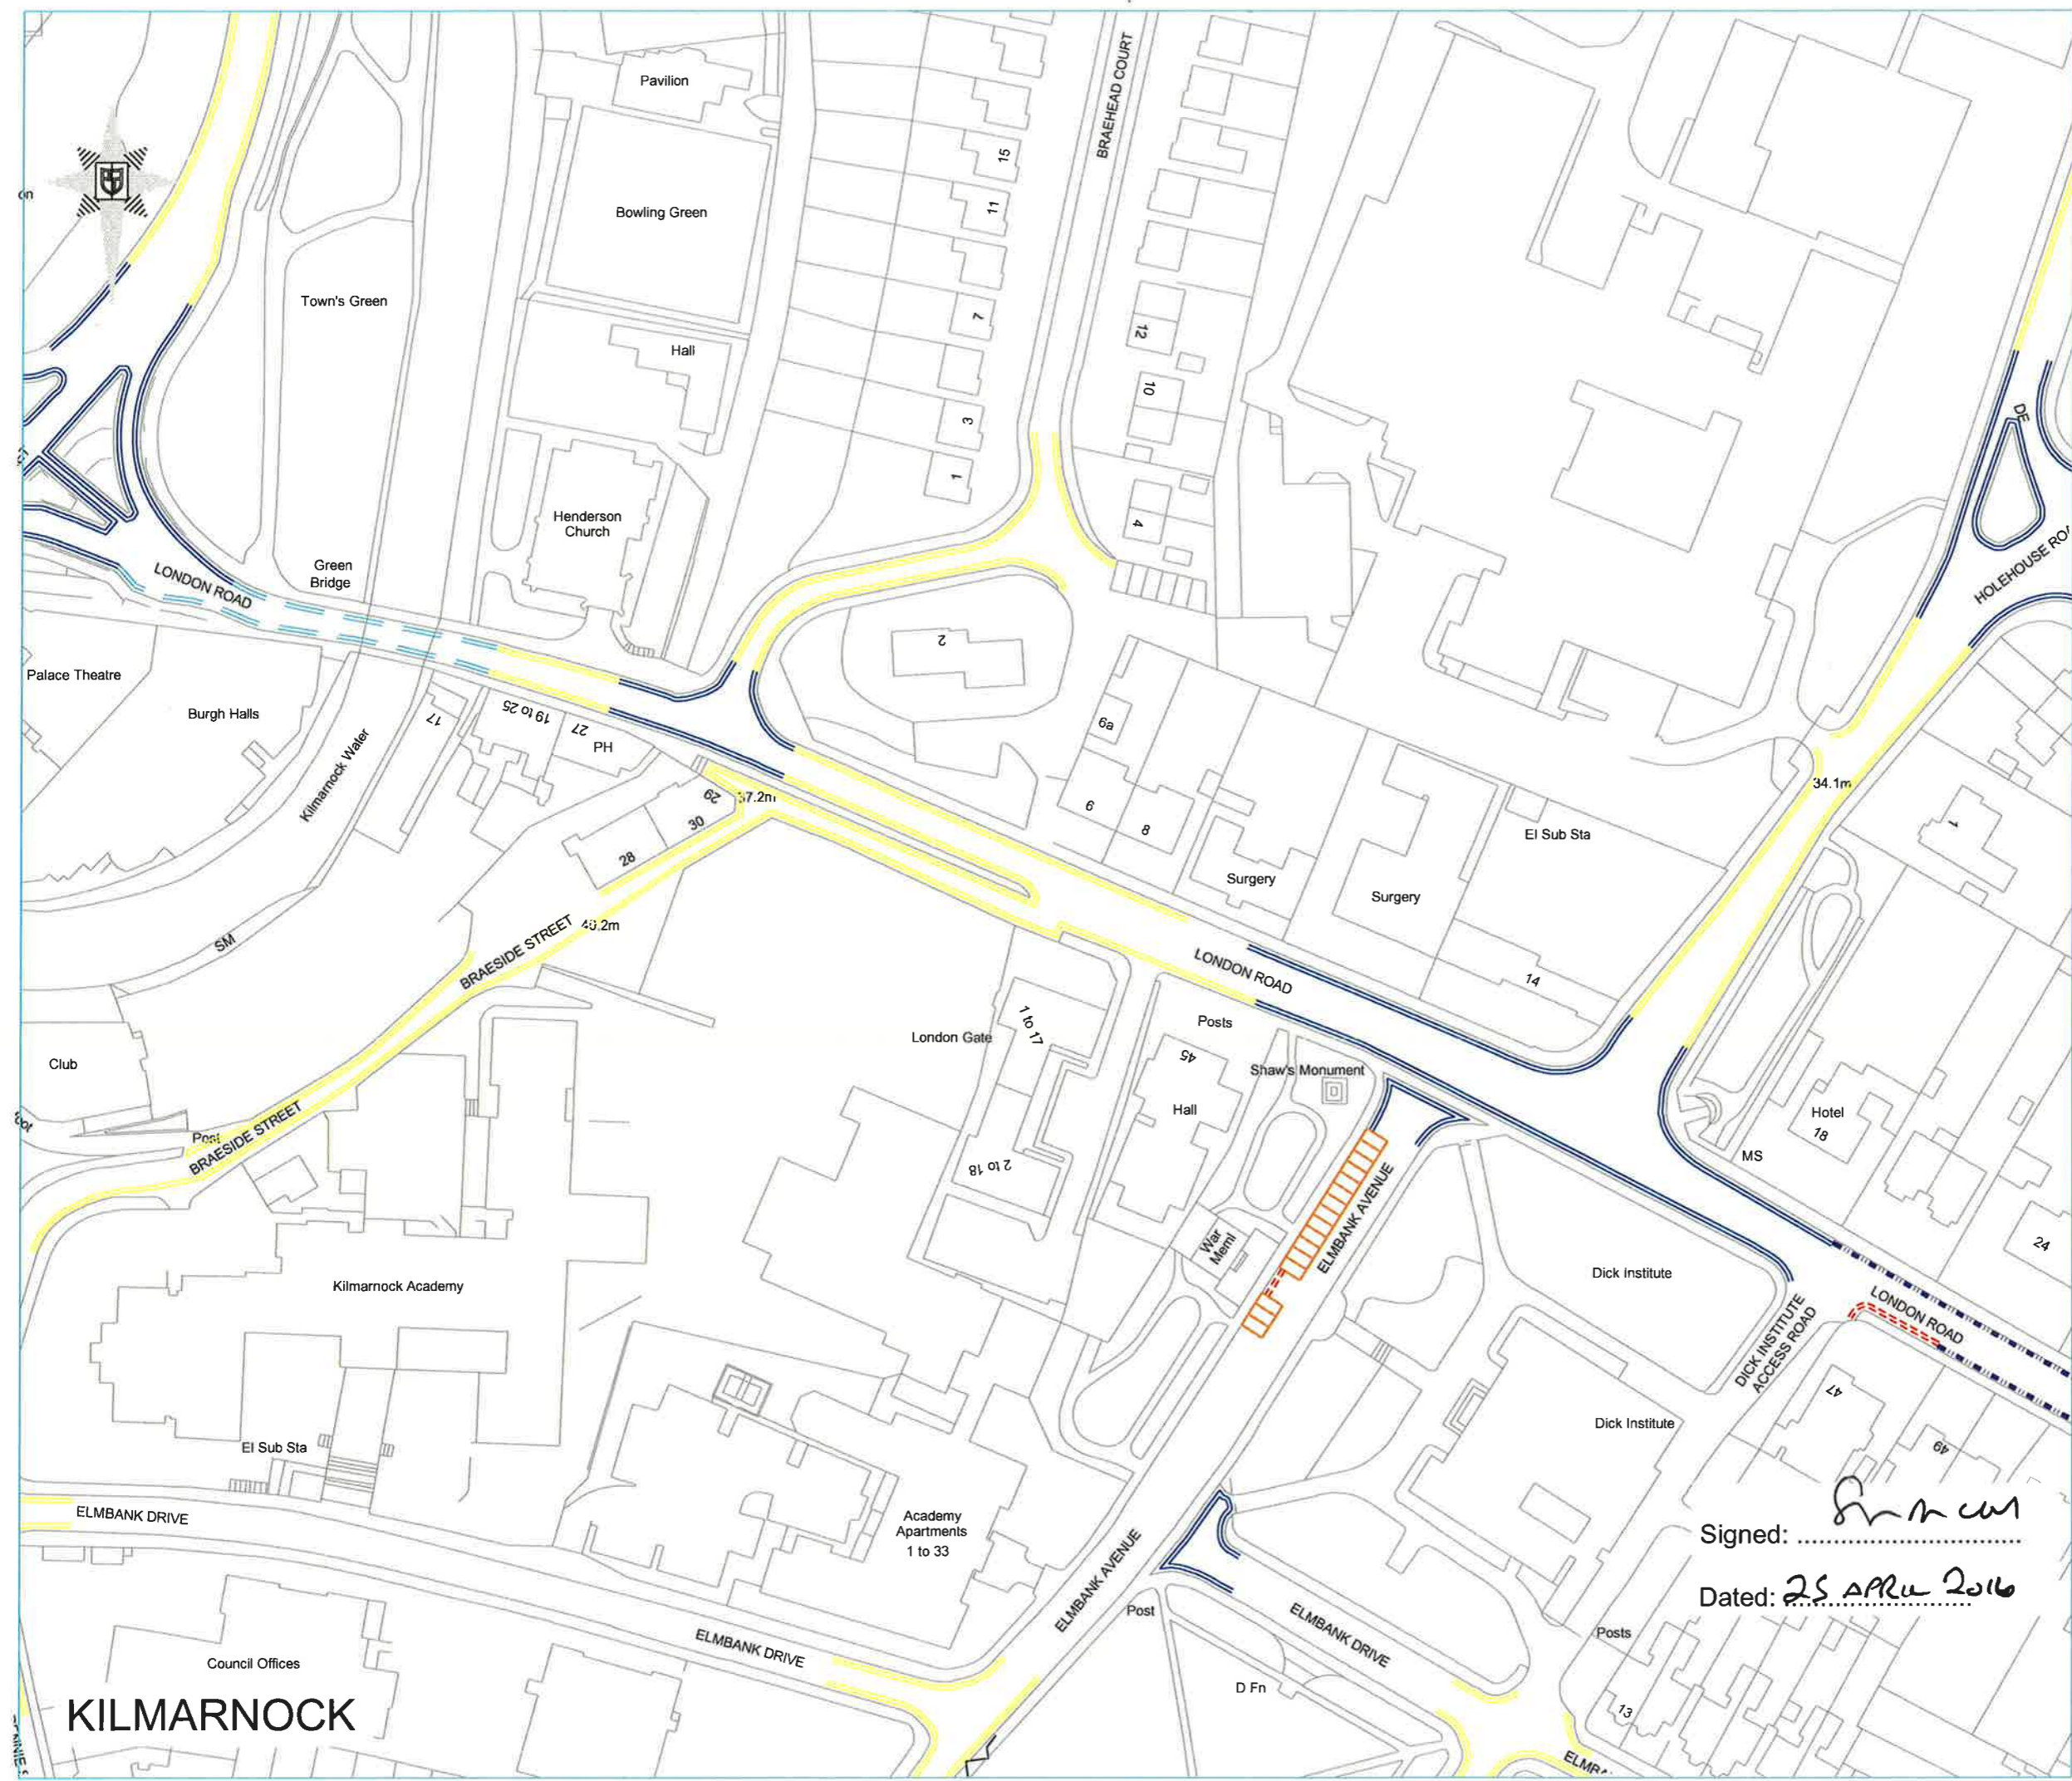 Pavilion
BRAEHEAD COURT
15
11
Bowling Green
on
Town's Green
7
12
Hall
10
3
DE
1
4
Henderson
Church
Green
Bridge
HOLEHOUSE ROA
LONDON ROAD
2
Palace Theatre
Burgh Halls
17
19 to 25
27
PH
6a
Kilmarnock Water
34.1m
29
37.2m
6
30
8
El Sub Sta
1
28
Surgery
Surgery
BRAESIDE STREET
40.2m
SM
LONDON ROAD
14
London Gate
1 to 17
Posts
45
Club
Shaw's Monument
Hall
Hotel
18
Post
BRAESIDE STREET
MS
2 to 18
ELMBANK AVENUE
War
Meml
24
Kilmarnock Academy
Dick Institute
LONDON ROAD
DICK INSTITUTE
ACCESS ROAD
47
Dick Institute
49
El Sub Sta
ELMBANK DRIVE
Academy
Apartments
1 to 33
Signed:
ELMBANK AVENUE
Dated: 25 APRIL 2016
Post
ELMBANK DRIVE
Posts
ELMBANK DRIVE
Council Offices
D Fn
13
KILMARNOCK
ELMBA